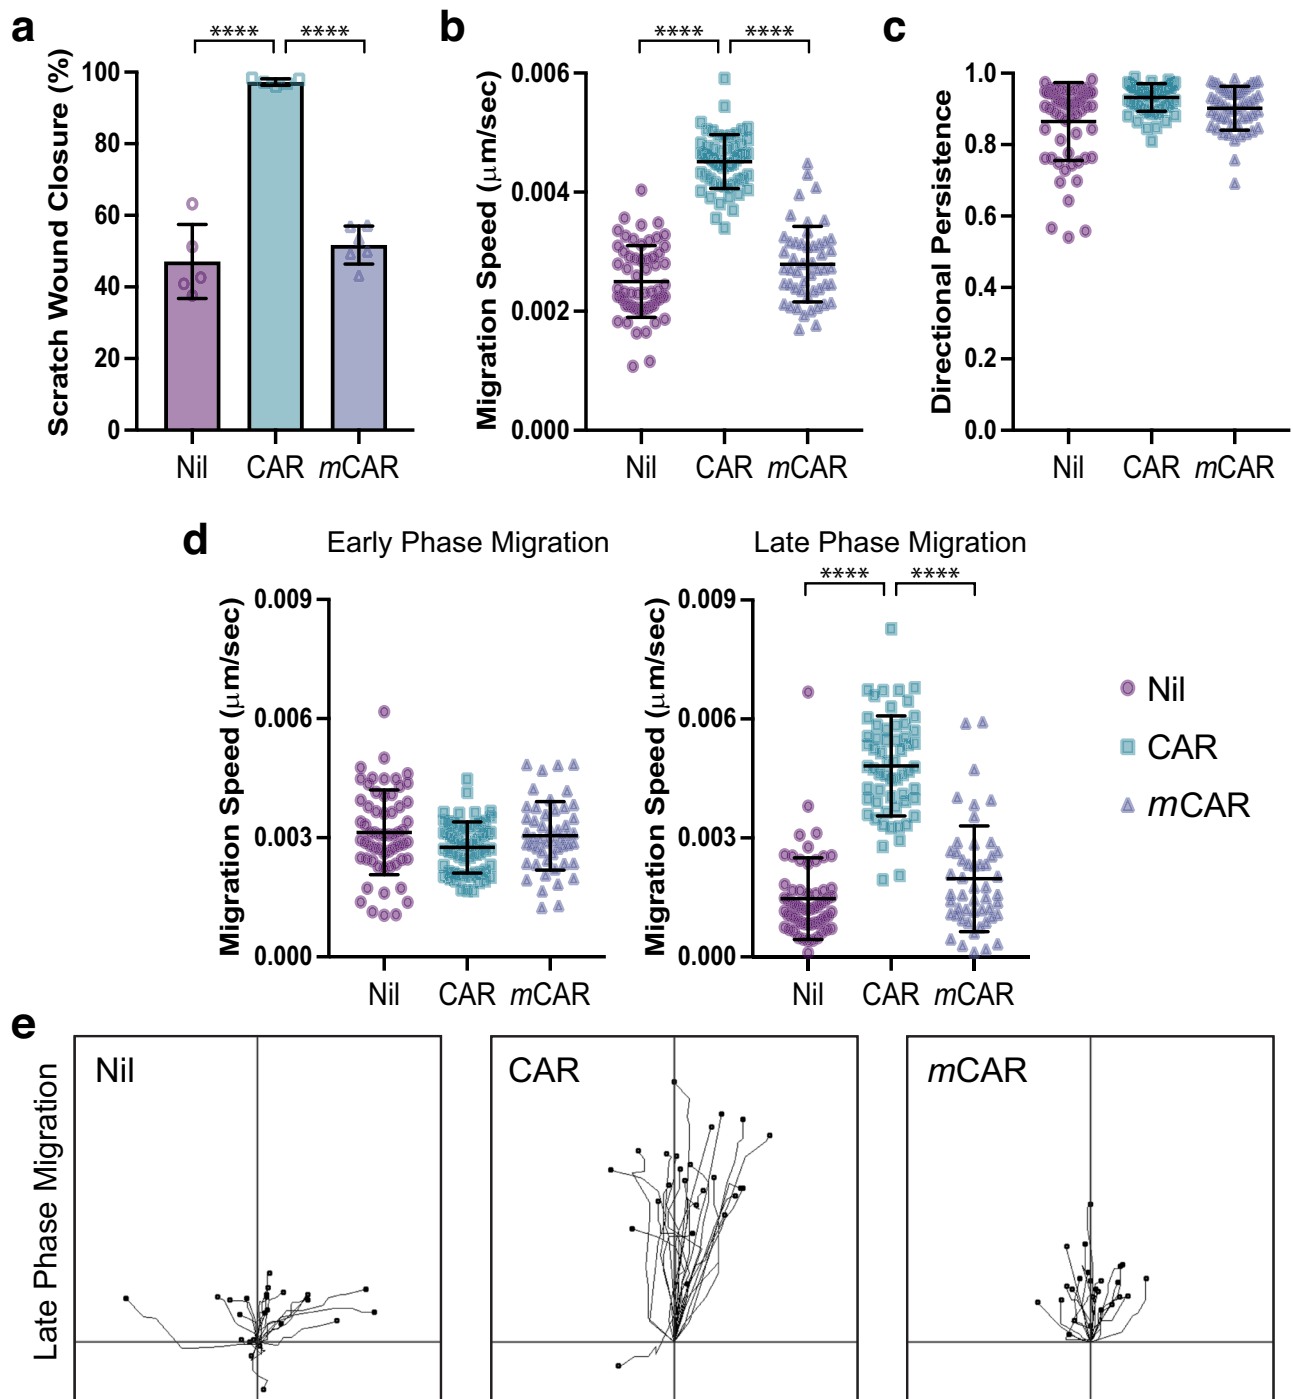 a
Scratch Wound Closure (%)
**** ****
100
80
60
40
20
0
Nil CAR mCAR
b
Migration Speed (μm/sec)
**** ****
0.006
0.004
0.002
0.000
Nil CAR mCAR
c
Directional Persistence
1.0
0.8
0.6
0.4
0.2
0.0
Nil CAR mCAR
d
Early Phase Migration
Migration Speed (μm/sec)
0.009
0.006
0.003
0.000
Nil CAR mCAR
Late Phase Migration
**** ****
Migration Speed (μm/sec)
0.009
0.006
0.003
0.000
Nil CAR mCAR
Nil
CAR
mCAR
e
Late Phase Migration
Nil
CAR
mCAR